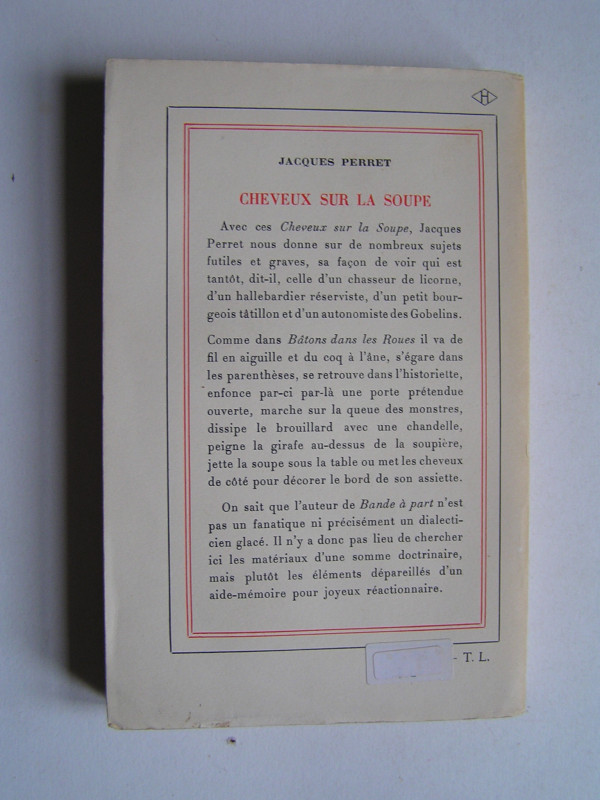 H
JACQUES PERRET
CHEVEUX SUR LA SOUPE
Avec ces Cheveux sur la Soupe, Jacques
Perret nous donne sur de nombreux sujets
futiles et graves, sa façon de voir qui est
tantôt, dit-il, celle d'un chasseur de licorne,
d'un hallebardier réserviste, d'un petit bour-
geois tâtillon et d'un autonomiste des Gobelins.
Comme dans Bâtons dans les Roues il va de
fil en aiguille et du coq à l'âne, s'égare dans
les parenthèses, se retrouve dans l'historiette,
enfonce par-ci par-là une porte prétendue
ouverte, marche sur la queue des monstres,
dissipe le brouillard avec une chandelle,
peigne la girafe au-dessus de la soupière,
jette la soupe sous la table ou met les cheveux
de côté pour décorer le bord de son assiette.
On sait que l'auteur de Bande à part n'est
pas un fanatique ni précisément un dialecti-
cien glacé. Il n'y a donc pas lieu de chercher
ici les matériaux d'une somme doctrinaire,
mais plutôt les éléments dépareillés d'un
aide-mémoire pour joyeux réactionnaire.
- T. L.